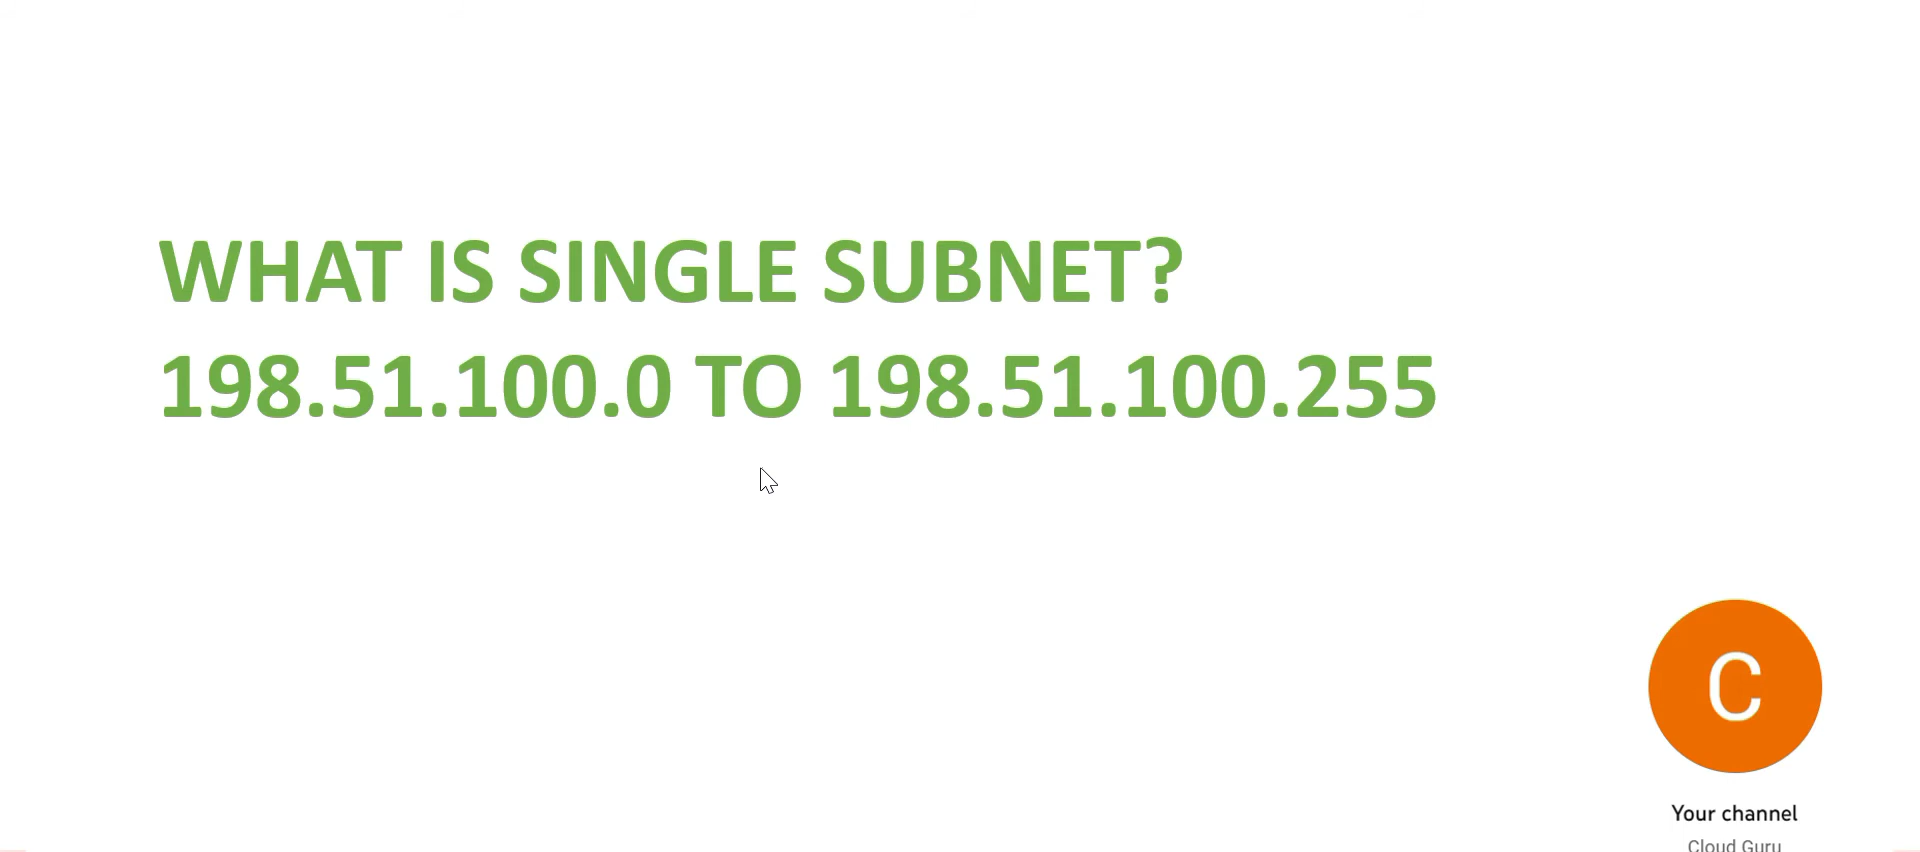 WHAT IS SINGLE SUBNET?
198.51.100.0 TO 198.51.100.255
C
Your channel
Cloud Guru